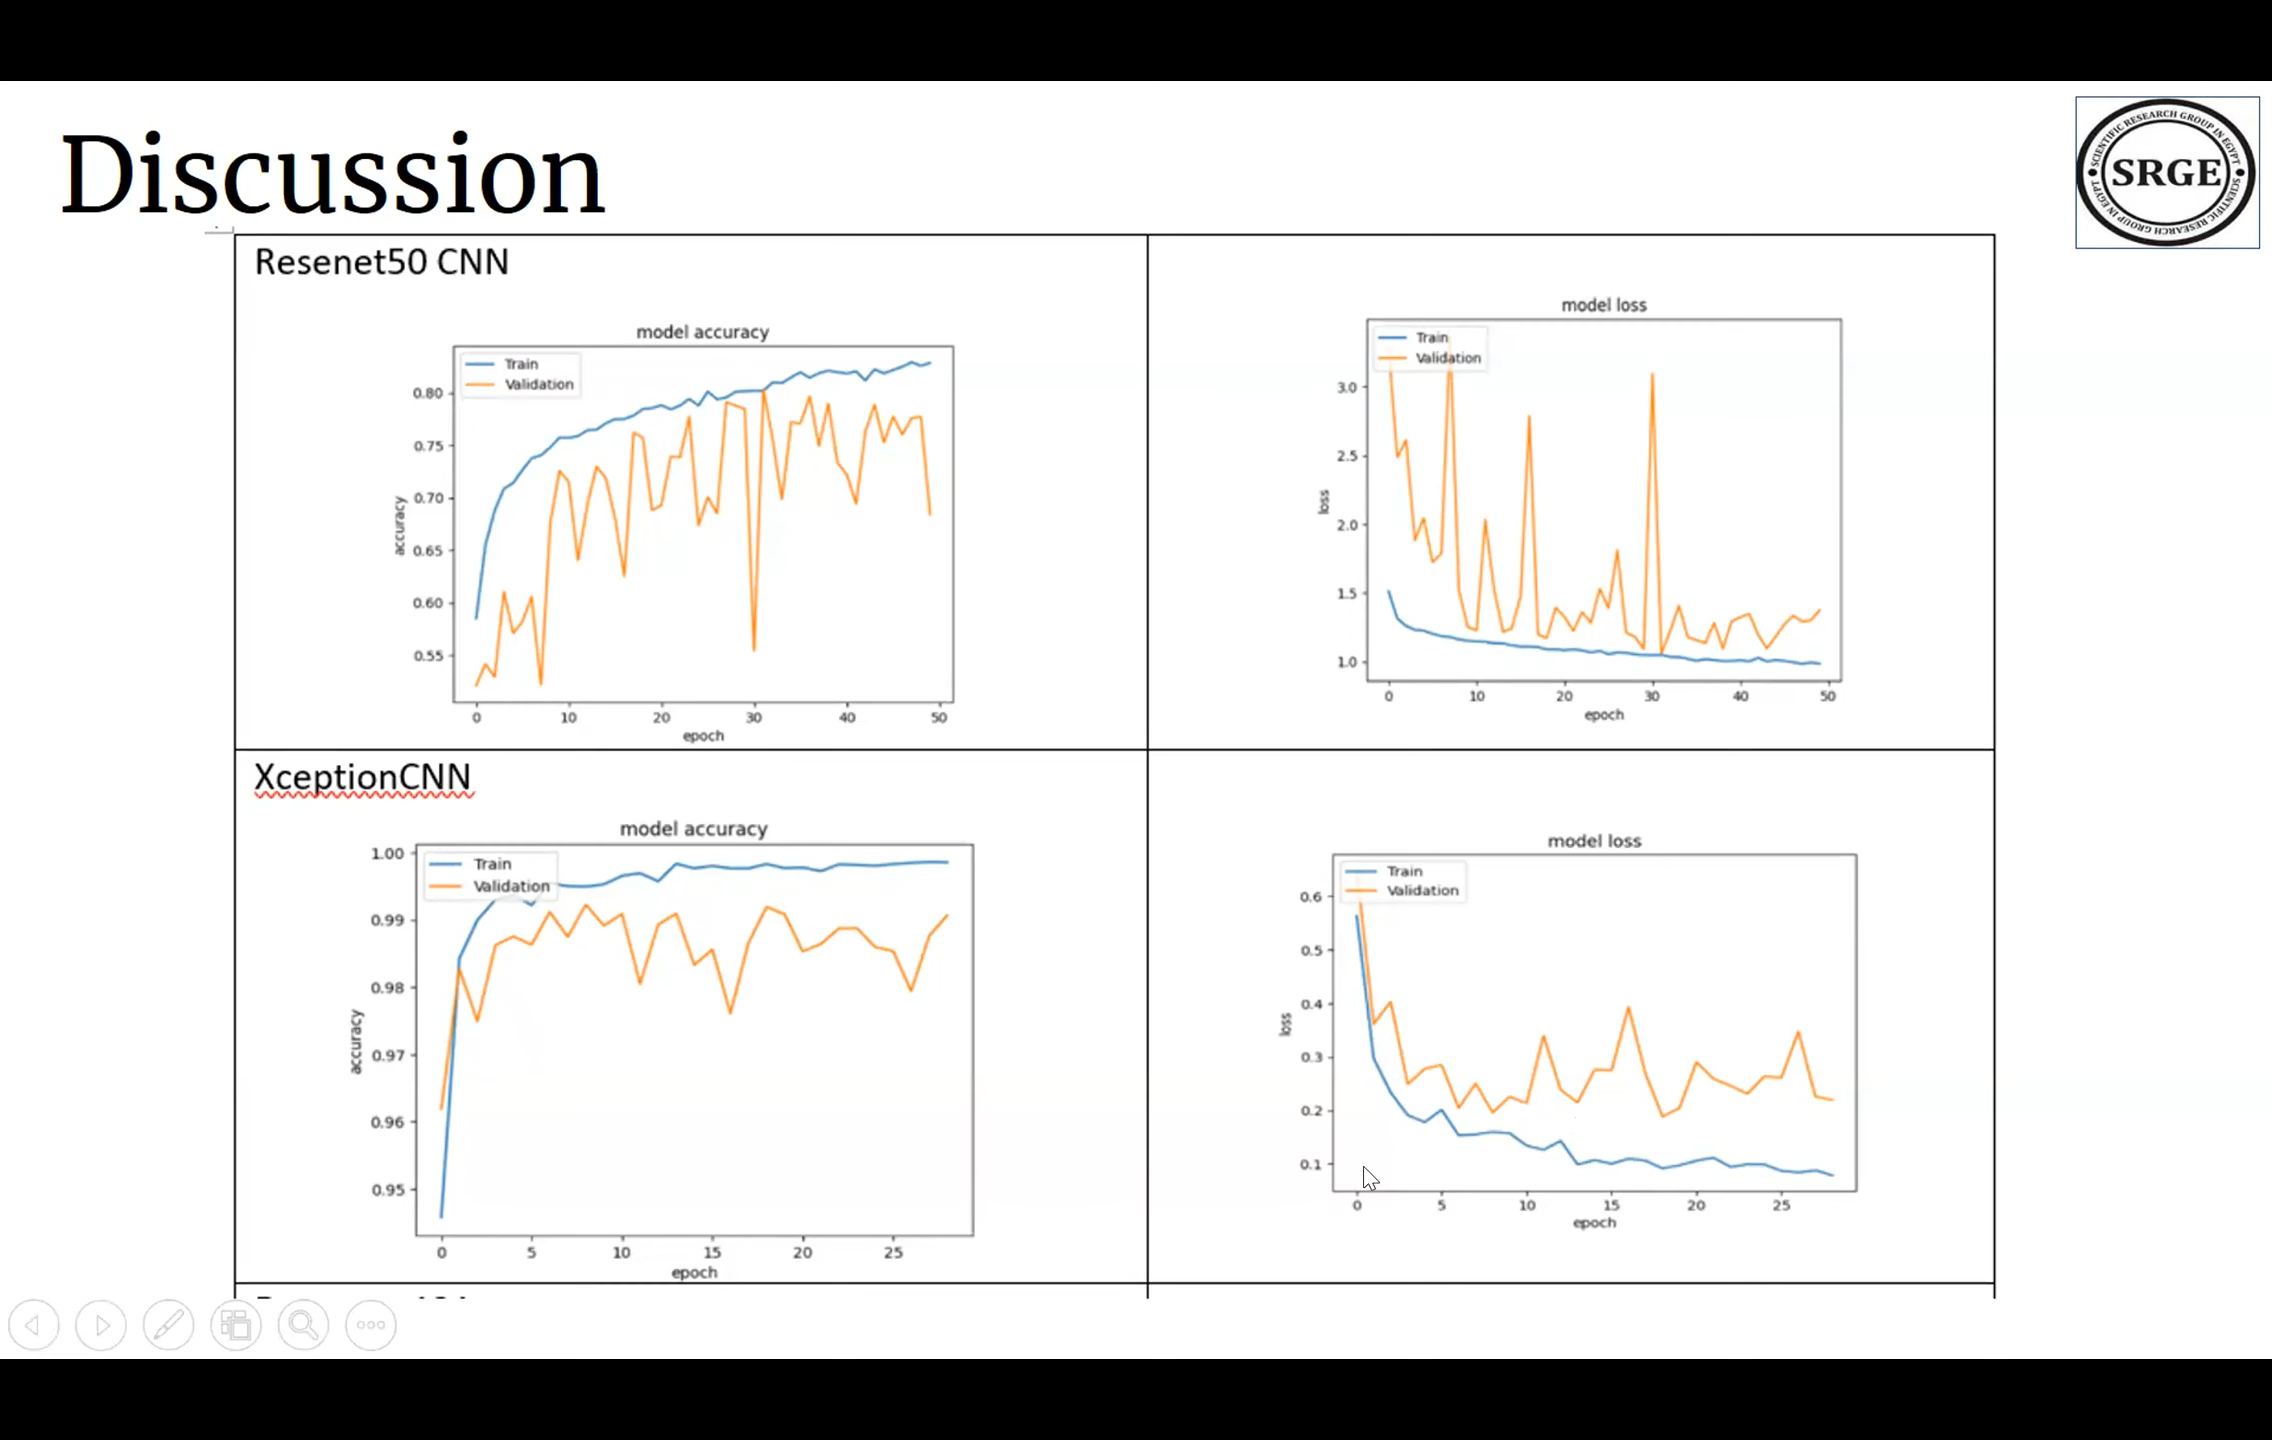 Discussion
SCIENTIFIC RESEARCH GROUP IN EGYPT
SRGE
SCIENTIFIC RESEARCH GROUP IN EGYPT
Resenet50 CNN
model accuracy
Train
Validation
0.80
0.75
0.70
0.65
0.60
0.55
accuracy
0 10 20 30 40 50
epoch
model loss
Train
Validation
3.0
2.5
2.0
1.5
1.0
loss
0 10 20 30 40 50
epoch
XceptionCNN
model accuracy
Train
Validation
1.00
0.99
0.98
0.97
0.96
0.95
accuracy
0 5 10 15 20 25
epoch
model loss
Train
Validation
0.6
0.5
0.4
0.3
0.2
0.1
loss
0 5 10 15 20 25
epoch